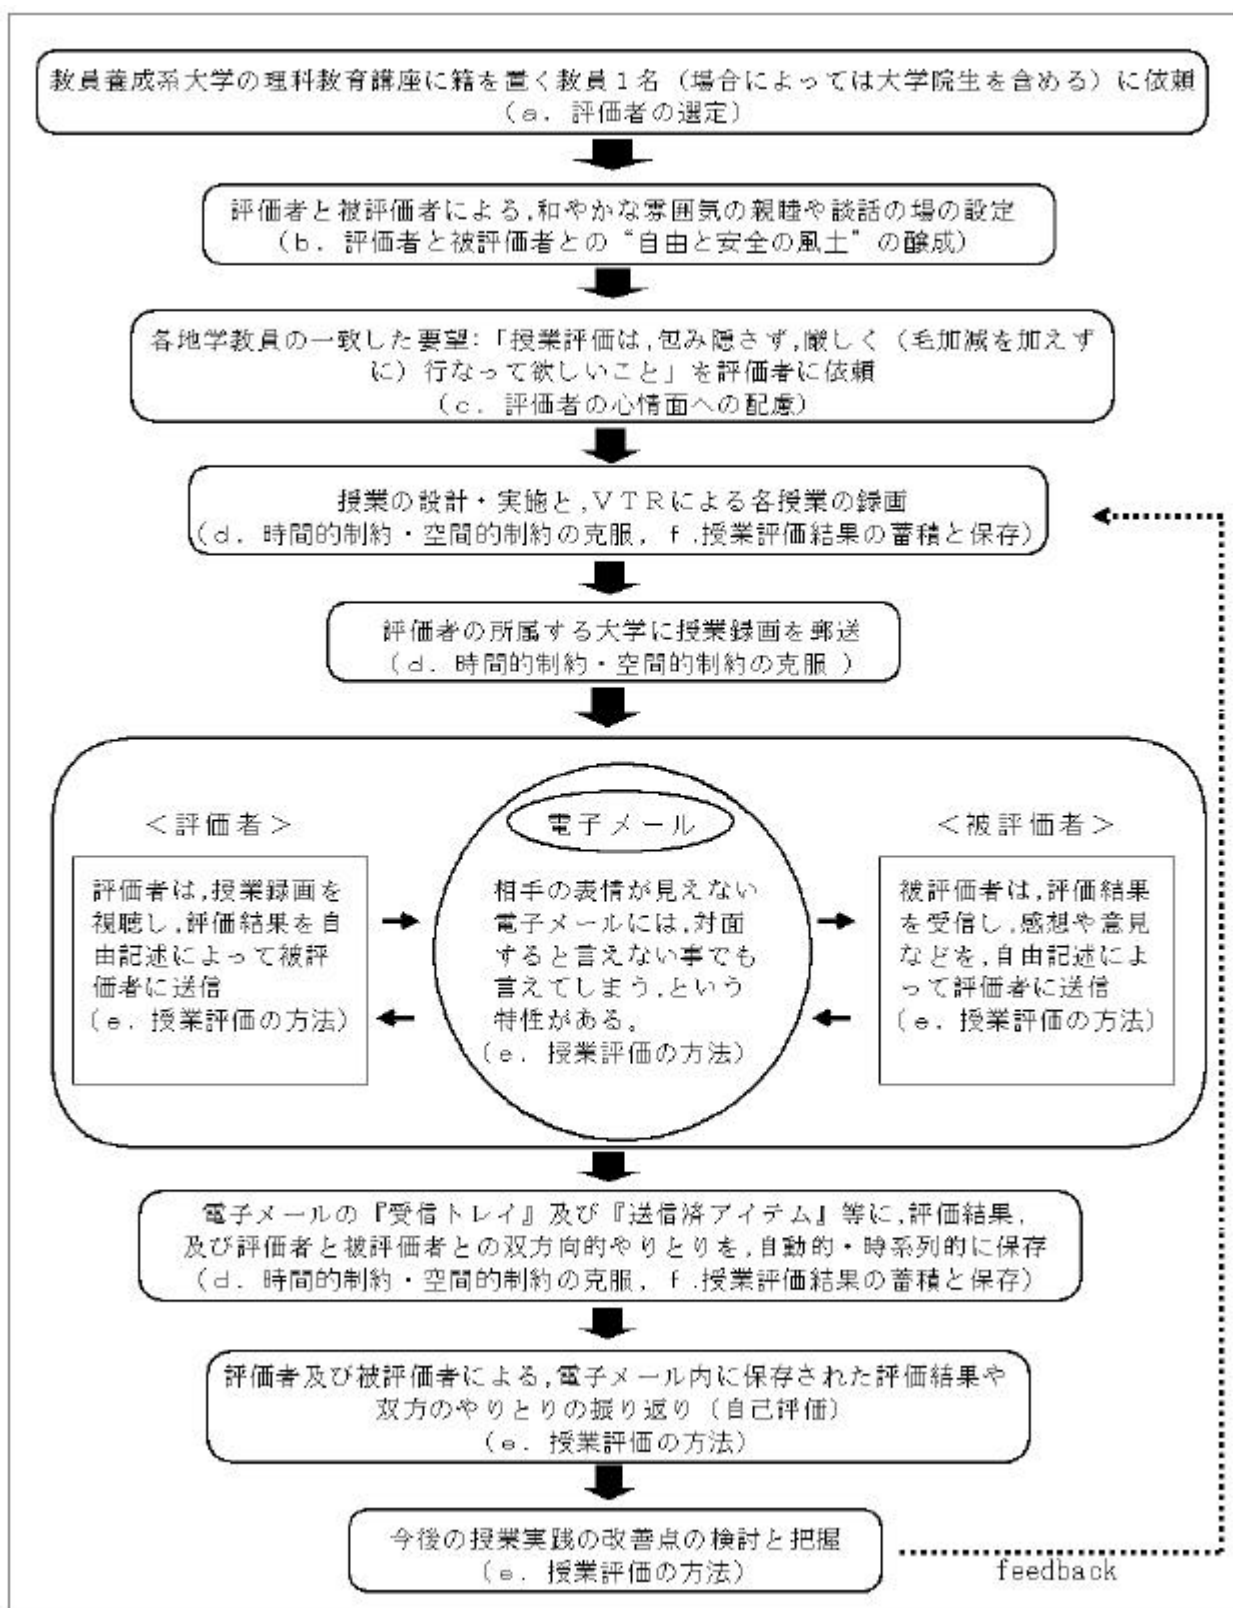 教員養成系大学の理科教育講座に籍を置く教員１名（場合によっては大学院生を含める）に依頼
（ａ．評価者の選定）
評価者と被評価者による，和やかな雰囲気の親睦や談話の場の設定
（ｂ．評価者と被評価者との“自由と安全の風土”の醸成）
各地学教員の一致した要望：「授業評価は，包み隠さず，厳しく（毛加減を加えず
に）行なって欲しいこと」を評価者に依頼
（ｃ．評価者の心情面への配慮）
授業の設計・実施と，ＶＴＲによる各授業の録画
（ｄ．時間的制約・空間的制約の克服，ｆ．授業評価結果の蓄積と保存）
評価者の所属する大学に授業録画を郵送
（ｄ．時間的制約・空間的制約の克服）
＜評価者＞
評価者は，授業録画を
視聴し，評価結果を自
由記述によって被評
価者に送信
（ｅ．授業評価の方法）
電子メール
相手の表情が見えない
電子メールには，対面
すると言えない事でも
言えてしまう，という
特性がある。
（ｅ．授業評価の方法）
＜被評価者＞
被評価者は，評価結果
を受信し，感想や意見
などを，自由記述によ
って評価者に送信
（ｅ．授業評価の方法）
電子メールの『受信トレイ』及び『送信済アイテム』等に，評価結果，
及び評価者と被評価者との双方向的やりとりを，自動的・時系列的に保存
（ｄ．時間的制約・空間的制約の克服，ｆ．授業評価結果の蓄積と保存）
評価者及び被評価者による，電子メール内に保存された評価結果や
双方のやりとりの振り返り（自己評価）
（ｅ．授業評価の方法）
今後の授業実践の改善点の検討と把握
（ｅ．授業評価の方法）
feedback